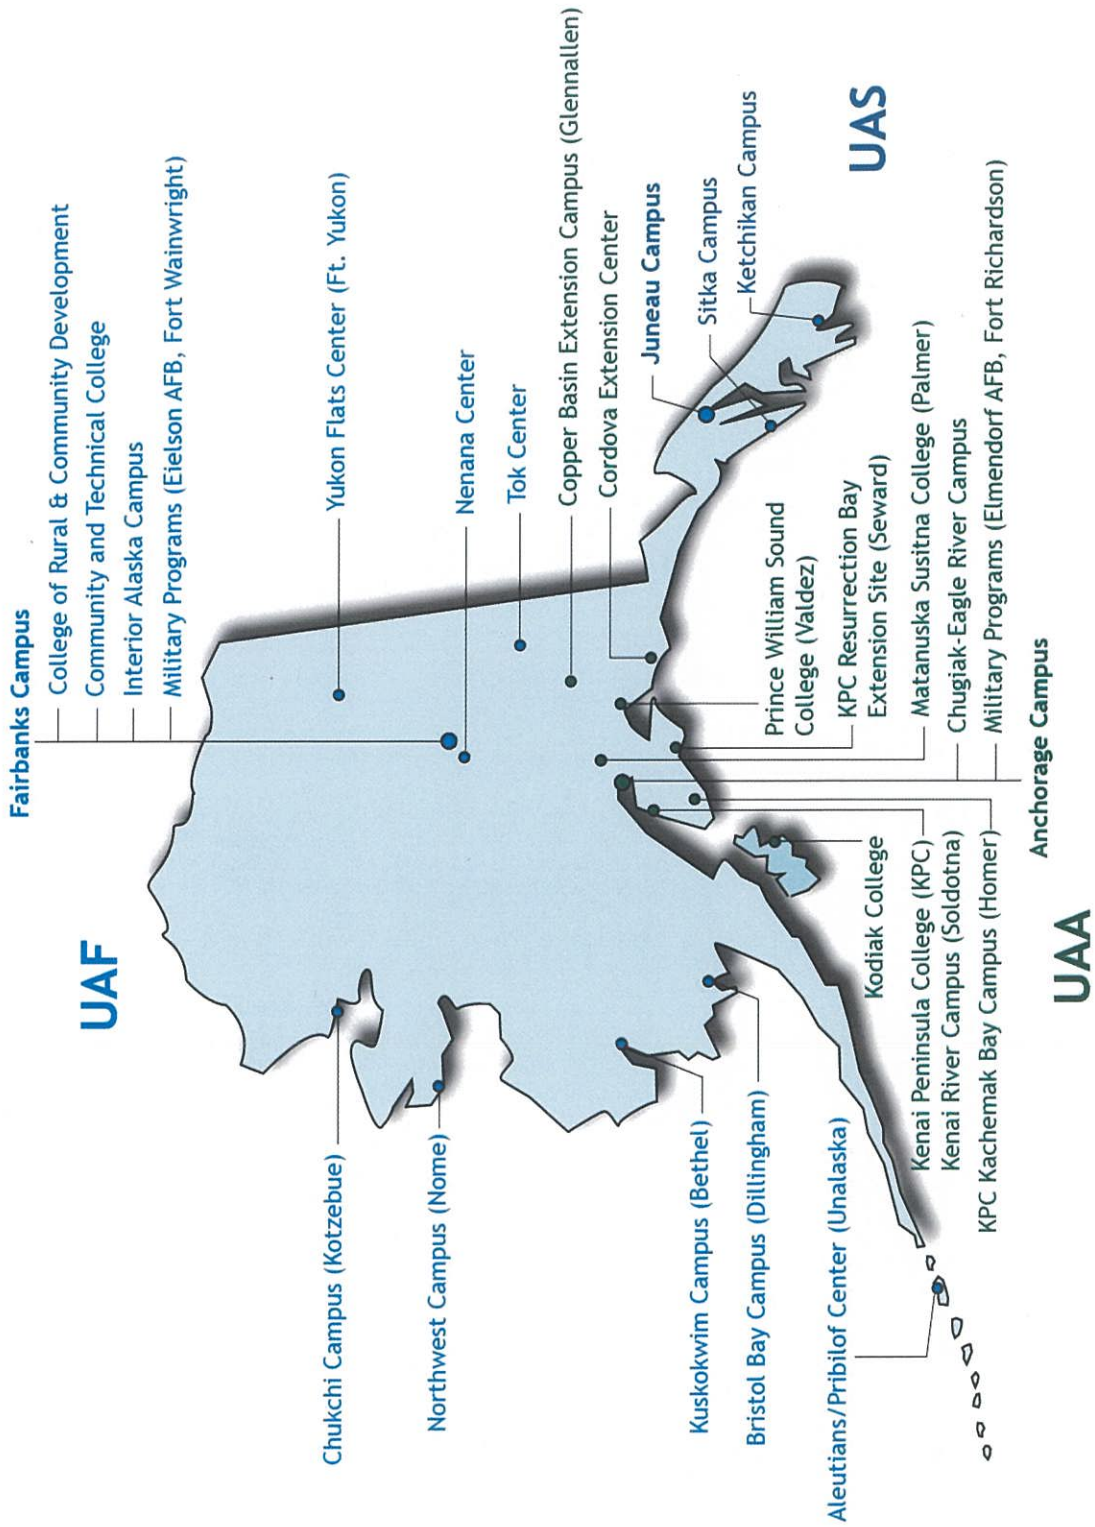 Fairbanks Campus
College of Rural & Community Development
Community and Technical College
Interior Alaska Campus
Military Programs (Eielson AFB, Fort Wainwright)
UAF
Yukon Flats Center (Ft. Yukon)
Nenana Center
Tok Center
Copper Basin Extension Campus (Glennallen)
Cordova Extension Center
Juneau Campus
Sitka Campus
Ketchikan Campus
UAS
Chukchi Campus (Kotzebue)
Northwest Campus (Nome)
Kuskokwim Campus (Bethel)
Bristol Bay Campus (Dillingham)
Aleutians/Pribilof Center (Unalaska)
Prince William Sound
College (Valdez)
KPC Resurrection Bay
Extension Site (Seward)
Matanuska Susitna College (Palmer)
Chugiak-Eagle River Campus
Military Programs (Elmendorf AFB, Fort Richardson)
Anchorage Campus
Kodiak College
Kenai Peninsula College (KPC)
Kenai River Campus (Soldotna)
KPC Kachemak Bay Campus (Homer)
UAA